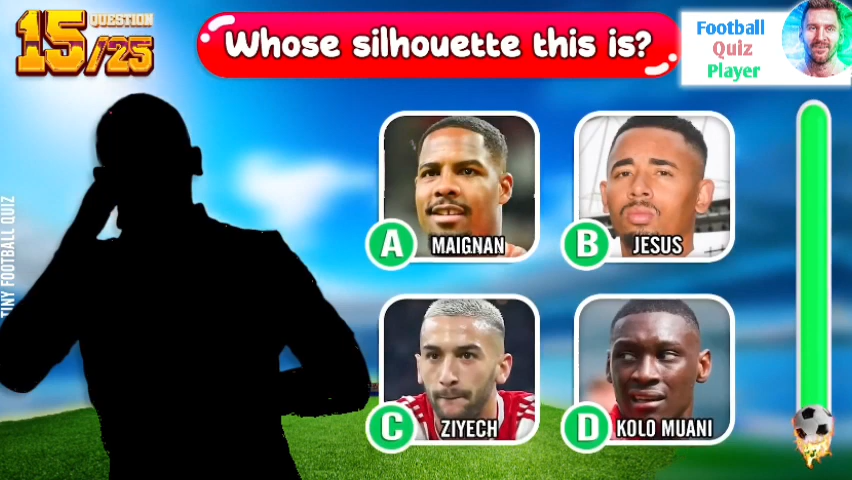 15 QUESTION
/25
Whose silhouette this is?
Football
Quiz
Player
TINY FOOTBALL QUIZ
A MAIGNAN
B JESUS
C ZIYECH
D KOLO MUANI